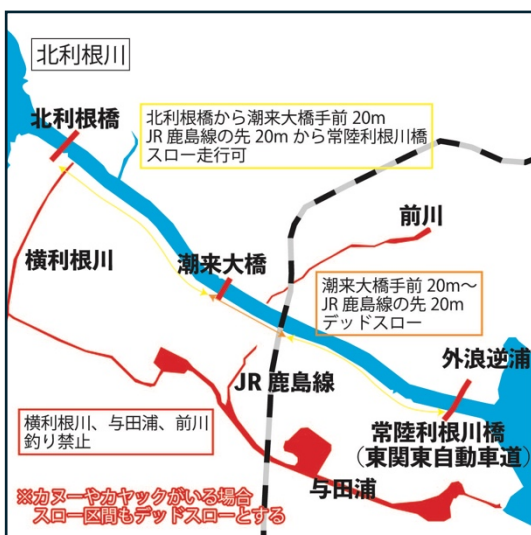 北利根川
北利根橋
北利根橋から潮来大橋手前 20m
JR 鹿島線の先 20m から常陸利根川橋
スロー走行可
前川
横利根川
潮来大橋
潮来大橋手前 20m～
JR 鹿島線の先 20m
デッドスロー
外浪逆浦
JR 鹿島線
横利根川、与田浦、前川
釣り禁止
常陸利根川橋
（東関東自動車道）
与田浦
※カヌーやカヤックがいる場合
スロー区間もデッドスローとする